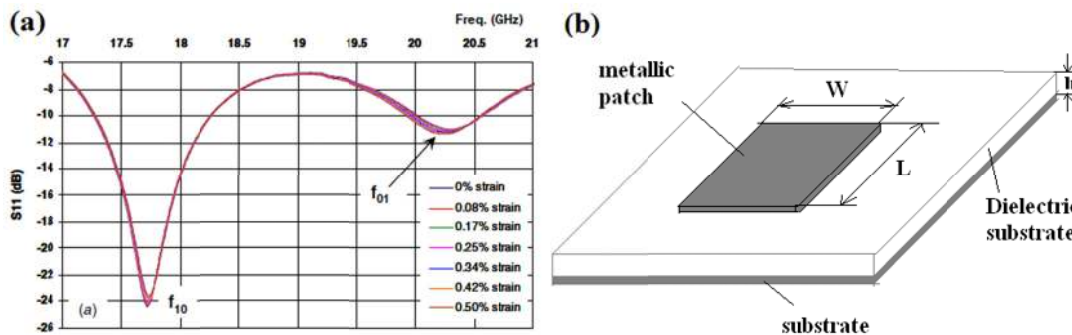 (a)
Freq. (GHz)
17 17.5 18 18.5 19 19.5 20 20.5 21
-6
-8
-10
-12
-14
-16
-18
-20
-22
-24
-26
S11 (dB)
f01
f10
(a)
0% strain
0.08% strain
0.17% strain
0.25% strain
0.34% strain
0.42% strain
0.50% strain
(b)
metallic
patch
W
L
h
Dielectric
substrate
substrate